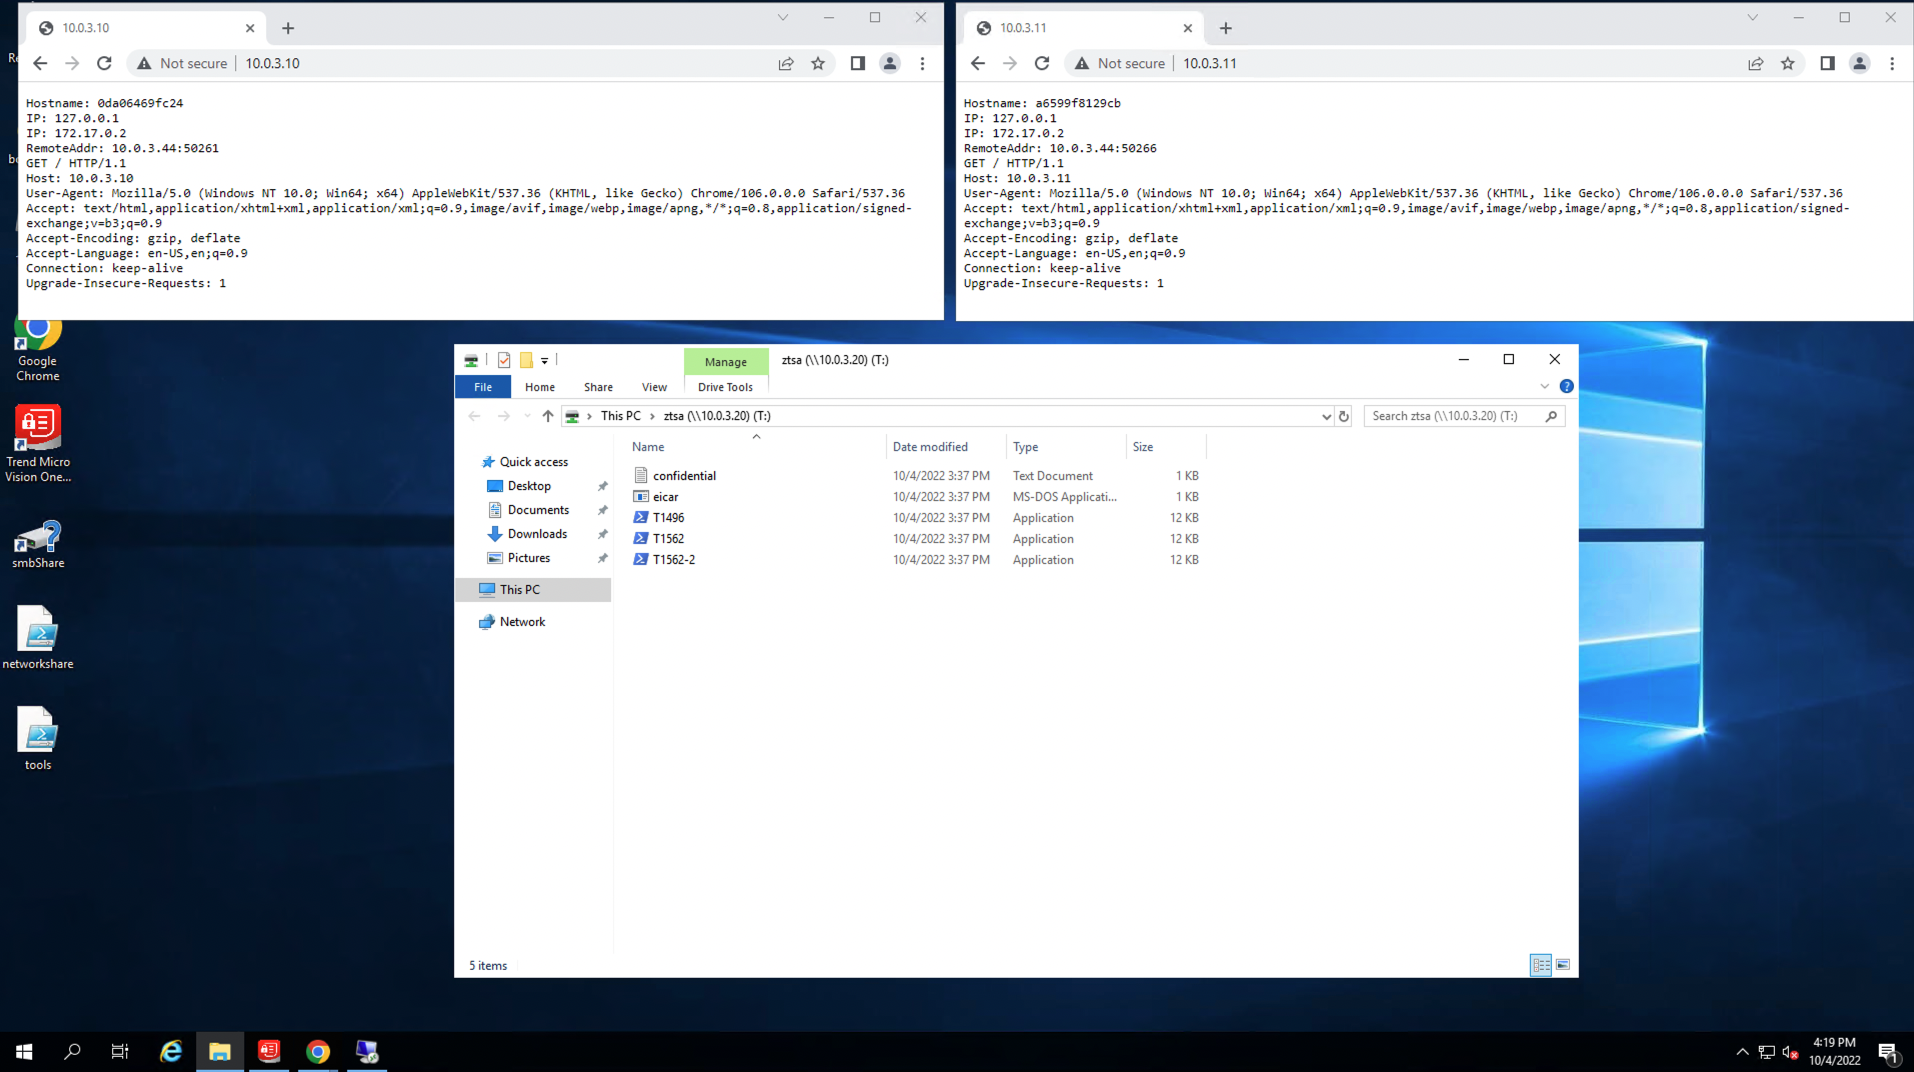 10.0.3.10
Not secure
10.0.3.10
Hostname: 0da06469fc24
IP: 127.0.0.1
IP: 172.17.0.2
RemoteAddr: 10.0.3.44:50261
GET / HTTP/1.1
Host: 10.0.3.10
User-Agent: Mozilla/5.0 (Windows NT 10.0; Win64; x64) AppleWebKit/537.36 (KHTML, like Gecko) Chrome/106.0.0.0 Safari/537.36
Accept: text/html,application/xhtml+xml,application/xml;q=0.9,image/avif,image/webp,image/apng,*/*;q=0.8,application/signed-
exchange;v=b3;q=0.9
Accept-Encoding: gzip, deflate
Accept-Language: en-US,en;q=0.9
Connection: keep-alive
Upgrade-Insecure-Requests: 1
10.0.3.11
Not secure
10.0.3.11
Hostname: a6599f8129cb
IP: 127.0.0.1
IP: 172.17.0.2
RemoteAddr: 10.0.3.44:50266
GET / HTTP/1.1
Host: 10.0.3.11
User-Agent: Mozilla/5.0 (Windows NT 10.0; Win64; x64) AppleWebKit/537.36 (KHTML, like Gecko) Chrome/106.0.0.0 Safari/537.36
Accept: text/html,application/xhtml+xml,application/xml;q=0.9,image/avif,image/webp,image/apng,*/*;q=0.8,application/signed-
exchange;v=b3;q=0.9
Accept-Encoding: gzip, deflate
Accept-Language: en-US,en;q=0.9
Connection: keep-alive
Upgrade-Insecure-Requests: 1
Google
Chrome
Trend Micro
Vision One...
smbShare
networkshare
tools
Manage
ztsa (\\10.0.3.20) (T:)
File
Home
Share
View
Drive Tools
This PC
ztsa (\\10.0.3.20) (T:)
Search ztsa (\\10.0.3.20) (T:)
Quick access
Desktop
Documents
Downloads
Pictures
This PC
Network
Name Date modified Type Size
confidential 10/4/2022 3:37 PM Text Document 1 KB
eicar 10/4/2022 3:37 PM MS-DOS Applicati... 1 KB
T1496 10/4/2022 3:37 PM Application 12 KB
T1562 10/4/2022 3:37 PM Application 12 KB
T1562-2 10/4/2022 3:37 PM Application 12 KB
5 items
4:19 PM
10/4/2022
1